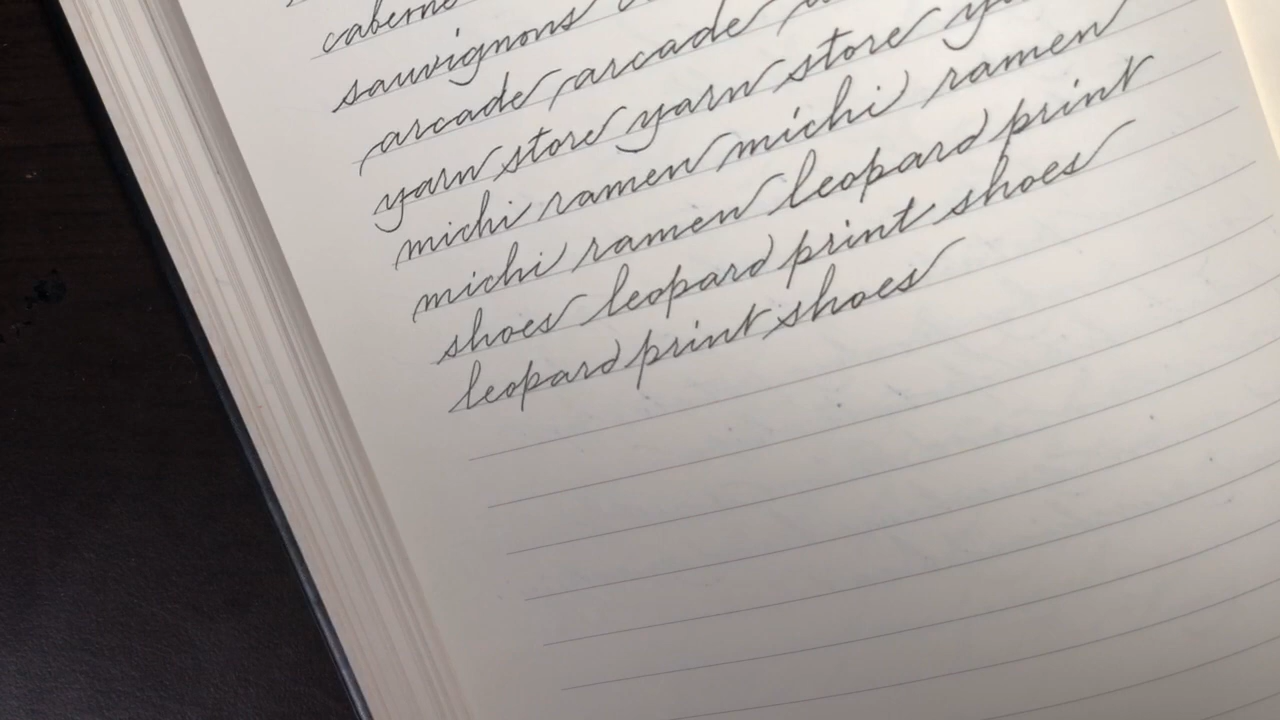 caberne
sauvignons
arcade arcade
yarn store yarn store
michi ramen michi ramen
michi ramen leopard print
shoes leopard print shoes
leopard print shoes